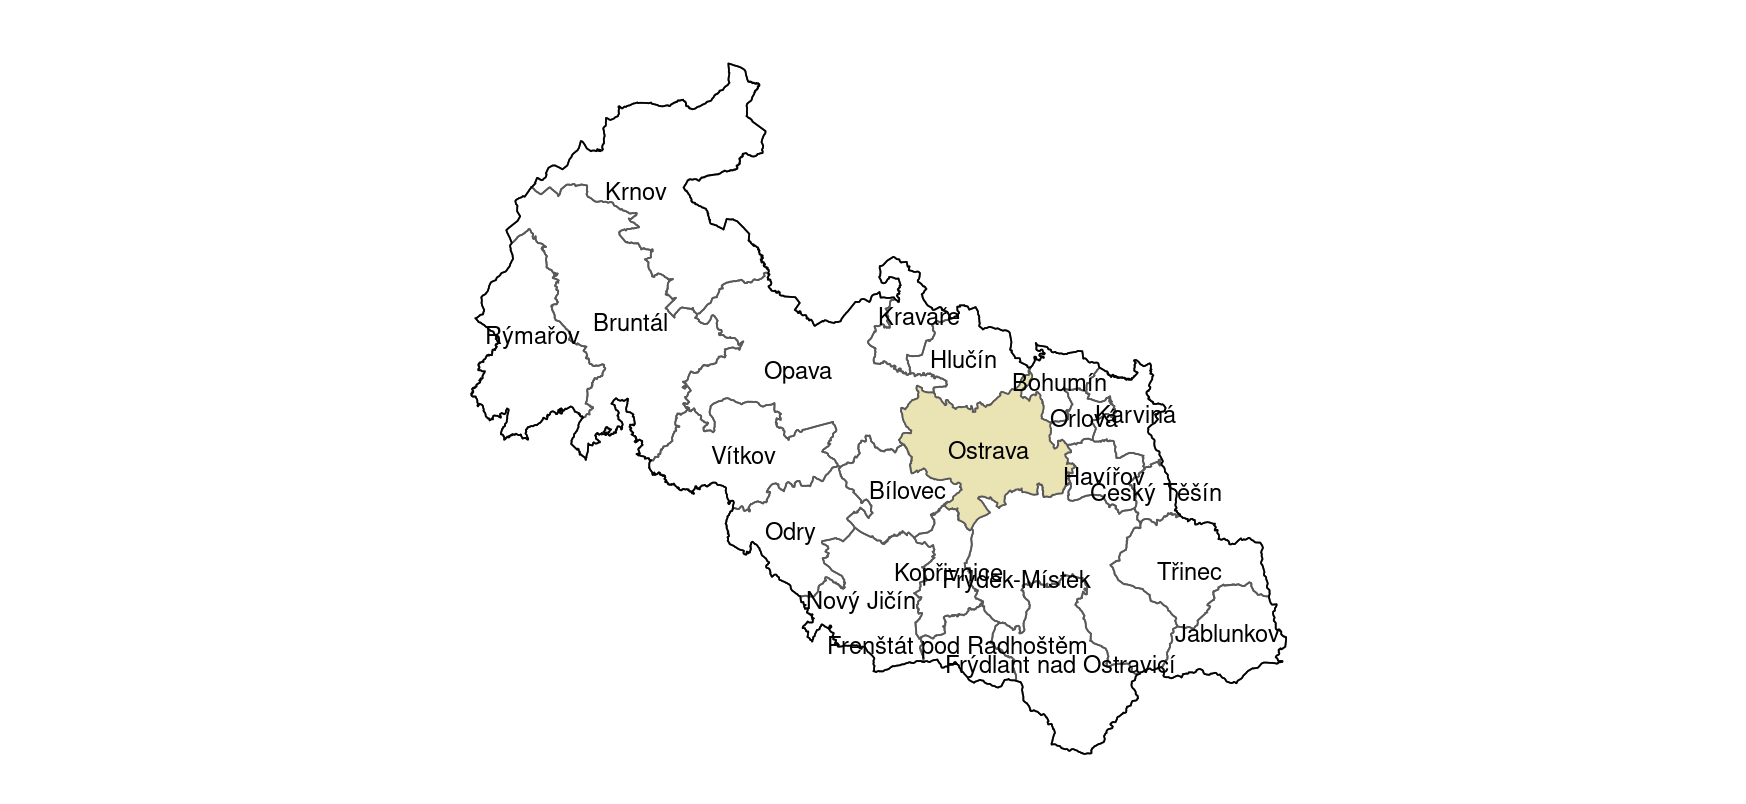 Krnov
Kravaře
Bruntál
Rýmařov
Hlučín
Opava
Bohumín
Karviná
Orlová
Ostrava
Vítkov
Havířov
Bílovec
Český Těšín
Odry
Třinec
Kopřivnice
Frýdek-Místek
Nový Jičín
Jablunkov
Frenštát pod Radhoštěm
Frýdlant nad Ostravicí